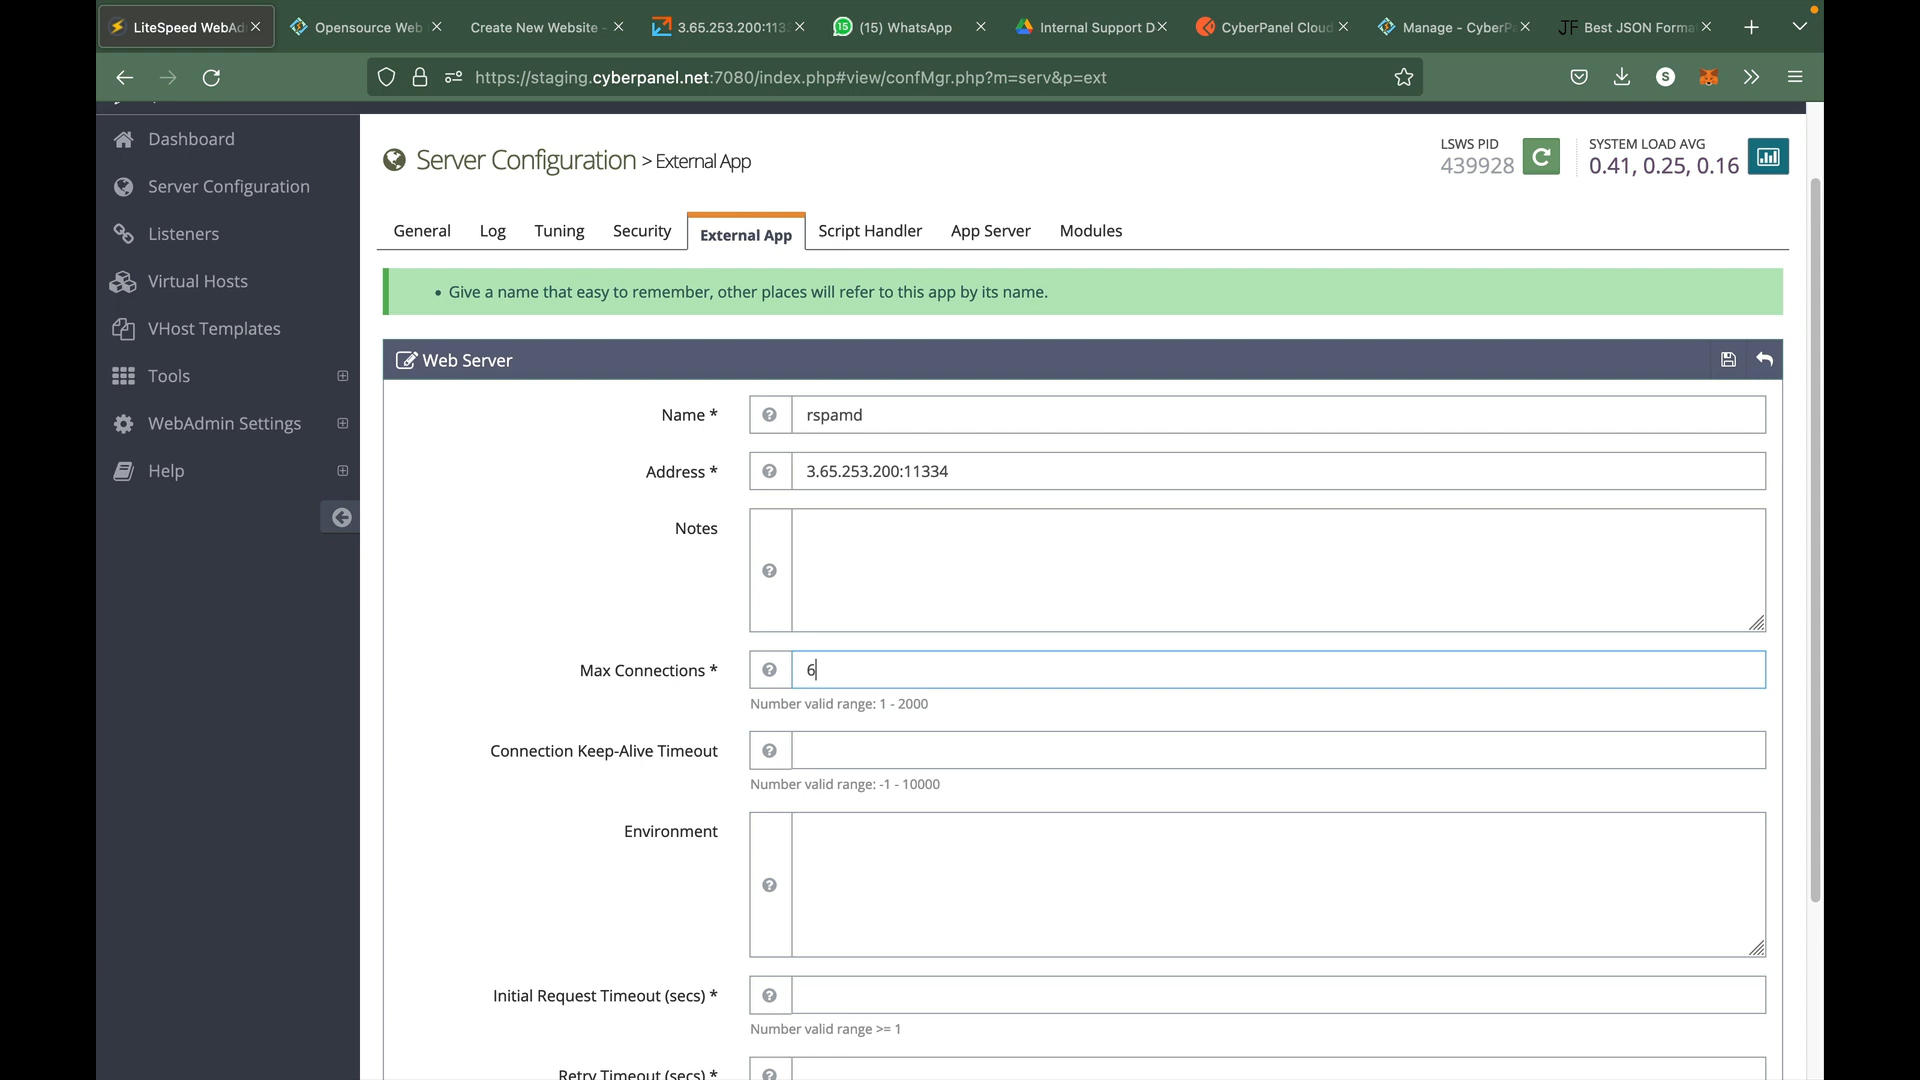 LiteSpeed WebAd
Opensource Web
Create New Website -
3.65.253.200:113
15
(15) WhatsApp
Internal Support D
CyberPanel Cloud
Manage - CyberPa
JF
Best JSON Forma
https://staging.cyberpanel.net:7080/index.php#view/confMgr.php?m=serv&p=ext
S
Dashboard
Server Configuration
Listeners
Virtual Hosts
VHost Templates
Tools
WebAdmin Settings
Help
Server Configuration > External App
LSWS PID
439928
SYSTEM LOAD AVG
0.41, 0.25, 0.16
General
Log
Tuning
Security
External App
Script Handler
App Server
Modules
• Give a name that easy to remember, other places will refer to this app by its name.
Web Server
Name *
rspamd
Address *
3.65.253.200:11334
Notes
Max Connections *
6
Number valid range: 1 - 2000
Connection Keep-Alive Timeout
Number valid range: -1 - 10000
Environment
Initial Request Timeout (secs) *
Number valid range >= 1
Retry Timeout (secs) *